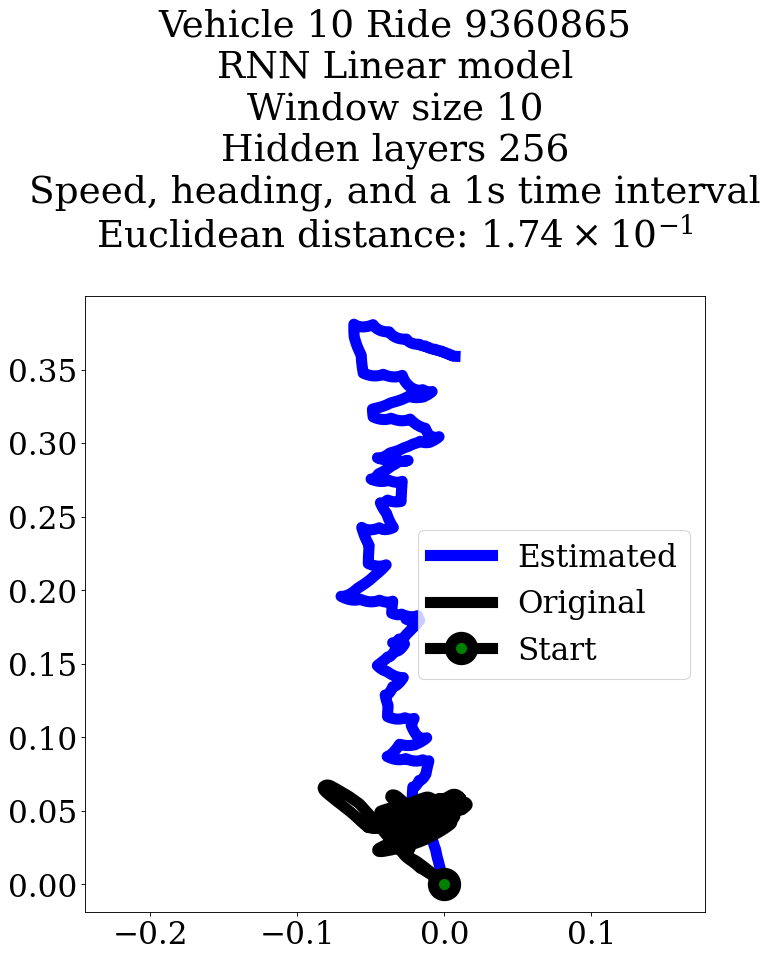 Vehicle 10 Ride 9360865
RNN Linear model
Window size 10
Hidden layers 256
Speed, heading, and a 1s time interval
Euclidean distance: 1.74 × 10⁻¹
0.35
0.30
0.25
0.20
0.15
0.10
0.05
0.00
Estimated
Original
Start
−0.2
−0.1
0.0
0.1